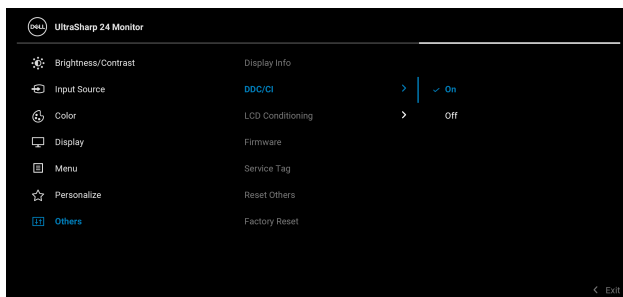 DELL
UltraSharp 24 Monitor
Brightness/Contrast
Display Info
Input Source
DDC/CI
On
Color
LCD Conditioning
Off
Display
Firmware
Menu
Service Tag
Personalize
Reset Others
Others
Factory Reset
Exit